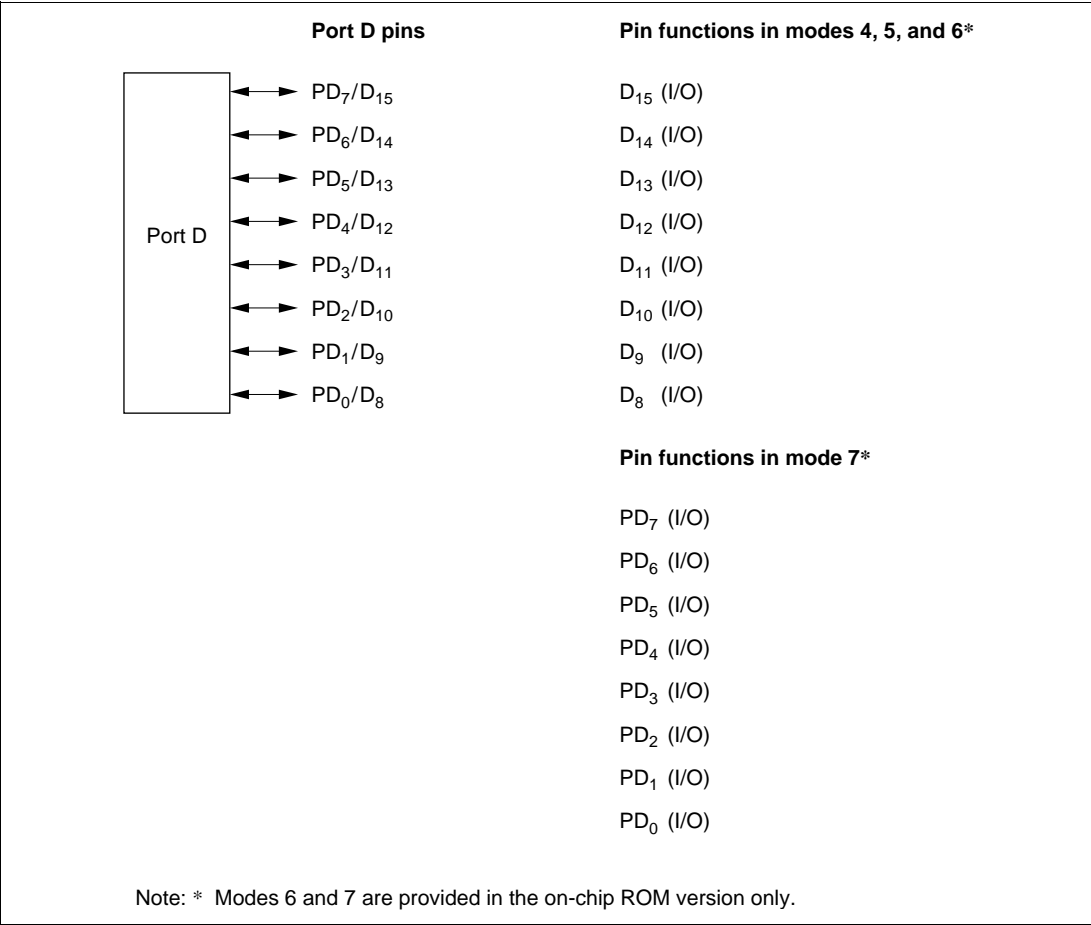 Port D pins Pin functions in modes 4, 5, and 6*
PD7/D15 D15 (I/O)
PD6/D14 D14 (I/O)
PD5/D13 D13 (I/O)
Port D PD4/D12 D12 (I/O)
PD3/D11 D11 (I/O)
PD2/D10 D10 (I/O)
PD1/D9 D9 (I/O)
PD0/D8 D8 (I/O)
Pin functions in mode 7*
PD7 (I/O)
PD6 (I/O)
PD5 (I/O)
PD4 (I/O)
PD3 (I/O)
PD2 (I/O)
PD1 (I/O)
PD0 (I/O)
Note: * Modes 6 and 7 are provided in the on-chip ROM version only.